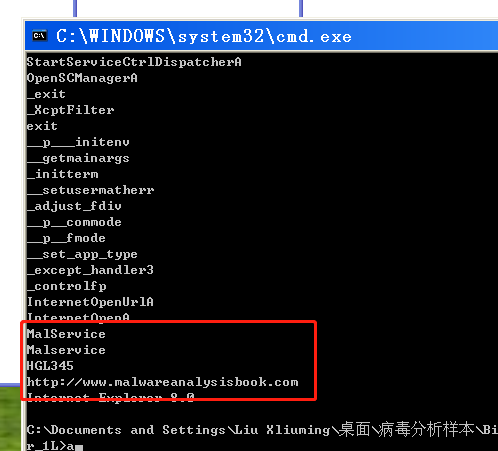 C:\WINDOWS\system32\cmd.exe
StartServiceCtrlDispatcherA
OpenSCManagerA
_exit
_XcptFilter
exit
__p___initenv
__getmainargs
_initterm
__setusermatherr
_adjust_fdiv
__p__commode
__p__fmode
__set_app_type
_except_handler3
_controlfp
InternetOpenUrlA
InternetOpenA
MalService
Malservice
HGL345
http://www.malwareanalysisbook.com
Internet Explorer 8.0
C:\Documents and Settings\Liu Xliuming\桌面\病毒分析样本\Bi
r_1L>a